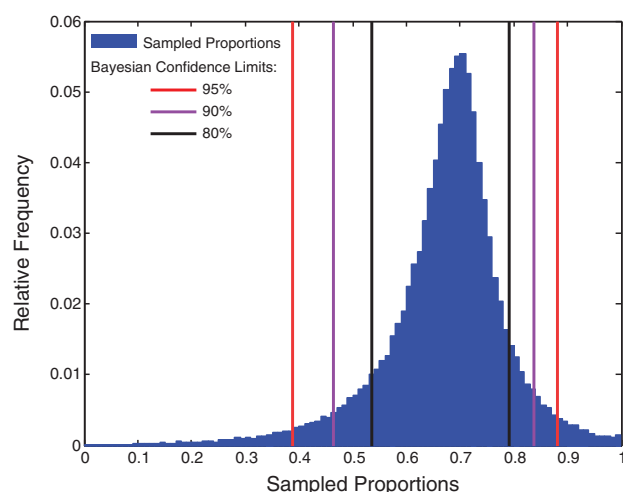 0.06
0.05
0.04
0.03
0.02
0.01
0
Relative Frequency
Sampled Proportions
Bayesian Confidence Limits:
95%
90%
80%
0 0.1 0.2 0.3 0.4 0.5 0.6 0.7 0.8 0.9 1
Sampled Proportions